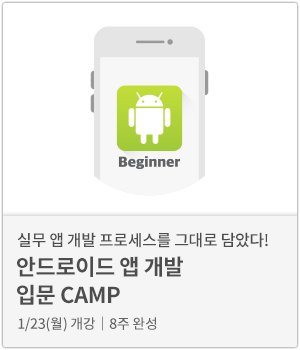 Beginner
실무 앱 개발 프로세스를 그대로 담았다!
안드로이드 앱 개발
입문 CAMP
1/23(월) 개강 | 8주 완성